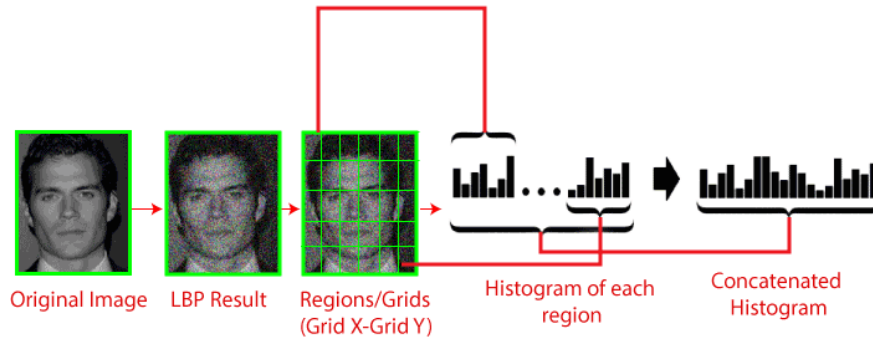 Original Image
LBP Result
Regions/Grids
(Grid X-Grid Y)
Histogram of each
region
Concatenated
Histogram